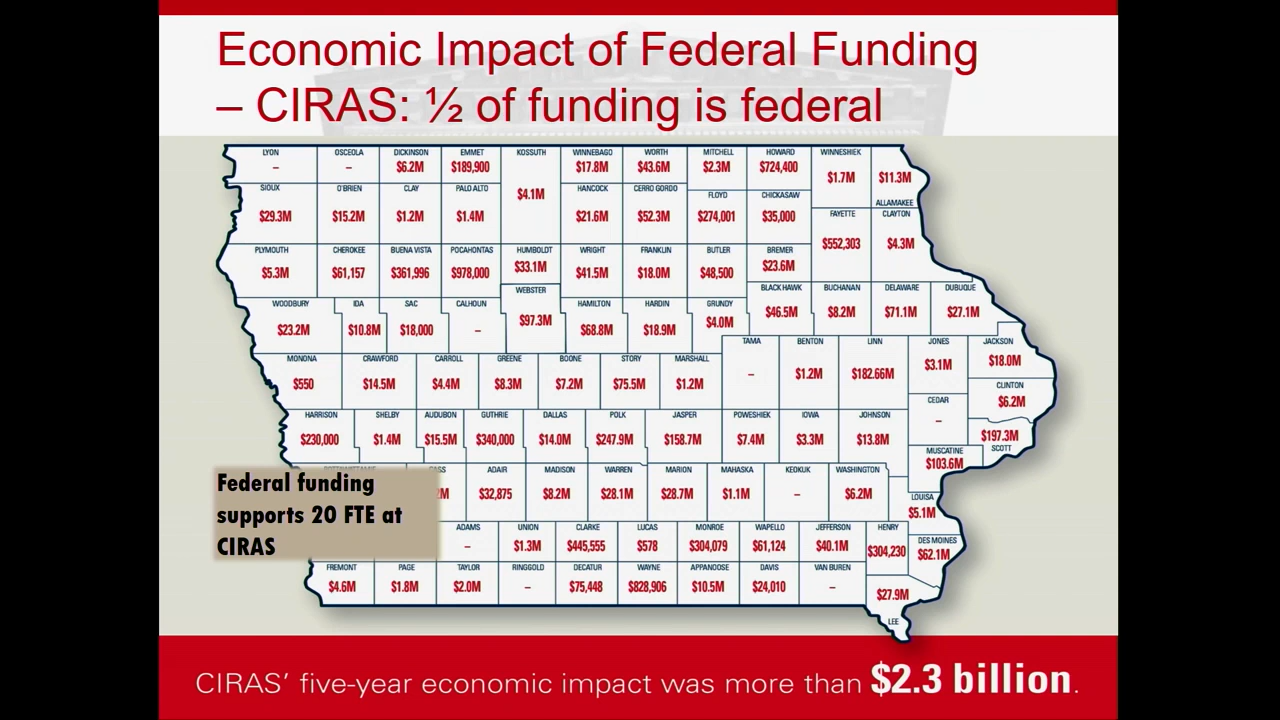 Economic Impact of Federal Funding
– CIRAS: ½ of funding is federal
LYON
–
OSCEOLA
–
DICKINSON
$6.2M
EMMET
$189,900
KOSSUTH
$4.1M
WINNEBAGO
$17.8M
WORTH
$43.6M
MITCHELL
$2.3M
HOWARD
$724,400
WINNESHIEK
$1.7M
$11.3M
ALLAMAKEE
SIOUX
$29.3M
O'BRIEN
$15.2M
CLAY
$1.2M
PALO ALTO
$1.4M
HANCOCK
$21.6M
CERRO GORDO
$52.3M
FLOYD
$274,001
CHICKASAW
$35,000
FAYETTE
$552,303
CLAYTON
$4.3M
PLYMOUTH
$5.3M
CHEROKEE
$61,157
BUENA VISTA
$361,996
POCAHONTAS
$978,000
HUMBOLDT
$33.1M
WRIGHT
$41.5M
FRANKLIN
$18.0M
BUTLER
$48,500
BREMER
$23.6M
WOODBURY
$23.2M
IDA
$10.8M
SAC
$18,000
CALHOUN
–
WEBSTER
$97.3M
HAMILTON
$68.8M
HARDIN
$18.9M
GRUNDY
$4.0M
BLACK HAWK
$46.5M
BUCHANAN
$8.2M
DELAWARE
$71.1M
DUBUQUE
$27.1M
MONONA
$550
CRAWFORD
$14.5M
CARROLL
$4.4M
GREENE
$8.3M
BOONE
$7.2M
STORY
$75.5M
MARSHALL
$1.2M
TAMA
–
BENTON
$1.2M
LINN
$182.66M
JONES
$3.1M
JACKSON
$18.0M
CLINTON
$6.2M
HARRISON
$230,000
SHELBY
$1.4M
AUDUBON
$15.5M
GUTHRIE
$340,000
DALLAS
$14.0M
POLK
$247.9M
JASPER
$158.7M
POWESHIEK
$7.4M
IOWA
$3.3M
JOHNSON
$13.8M
CEDAR
–
$197.3M
SCOTT
MUSCATINE
$103.6M
Federal funding
supports 20 FTE at
CIRAS
ADAIR
$32,875
MADISON
$8.2M
WARREN
$28.1M
MARION
$28.7M
MAHASKA
$1.1M
KEOKUK
–
WASHINGTON
$6.2M
LOUISA
$5.1M
ADAMS
–
UNION
$1.3M
CLARKE
$445,555
LUCAS
$578
MONROE
$304,079
WAPELLO
$61,124
JEFFERSON
$40.1M
HENRY
$304,230
DES MOINES
$62.1M
FREMONT
$4.6M
PAGE
$1.8M
TAYLOR
$2.0M
RINGGOLD
–
DECATUR
$75,448
WAYNE
$828,906
APPANOOSE
$10.5M
DAVIS
$24,010
VAN BUREN
–
$27.9M
LEE
CIRAS' five-year economic impact was more than $2.3 billion.